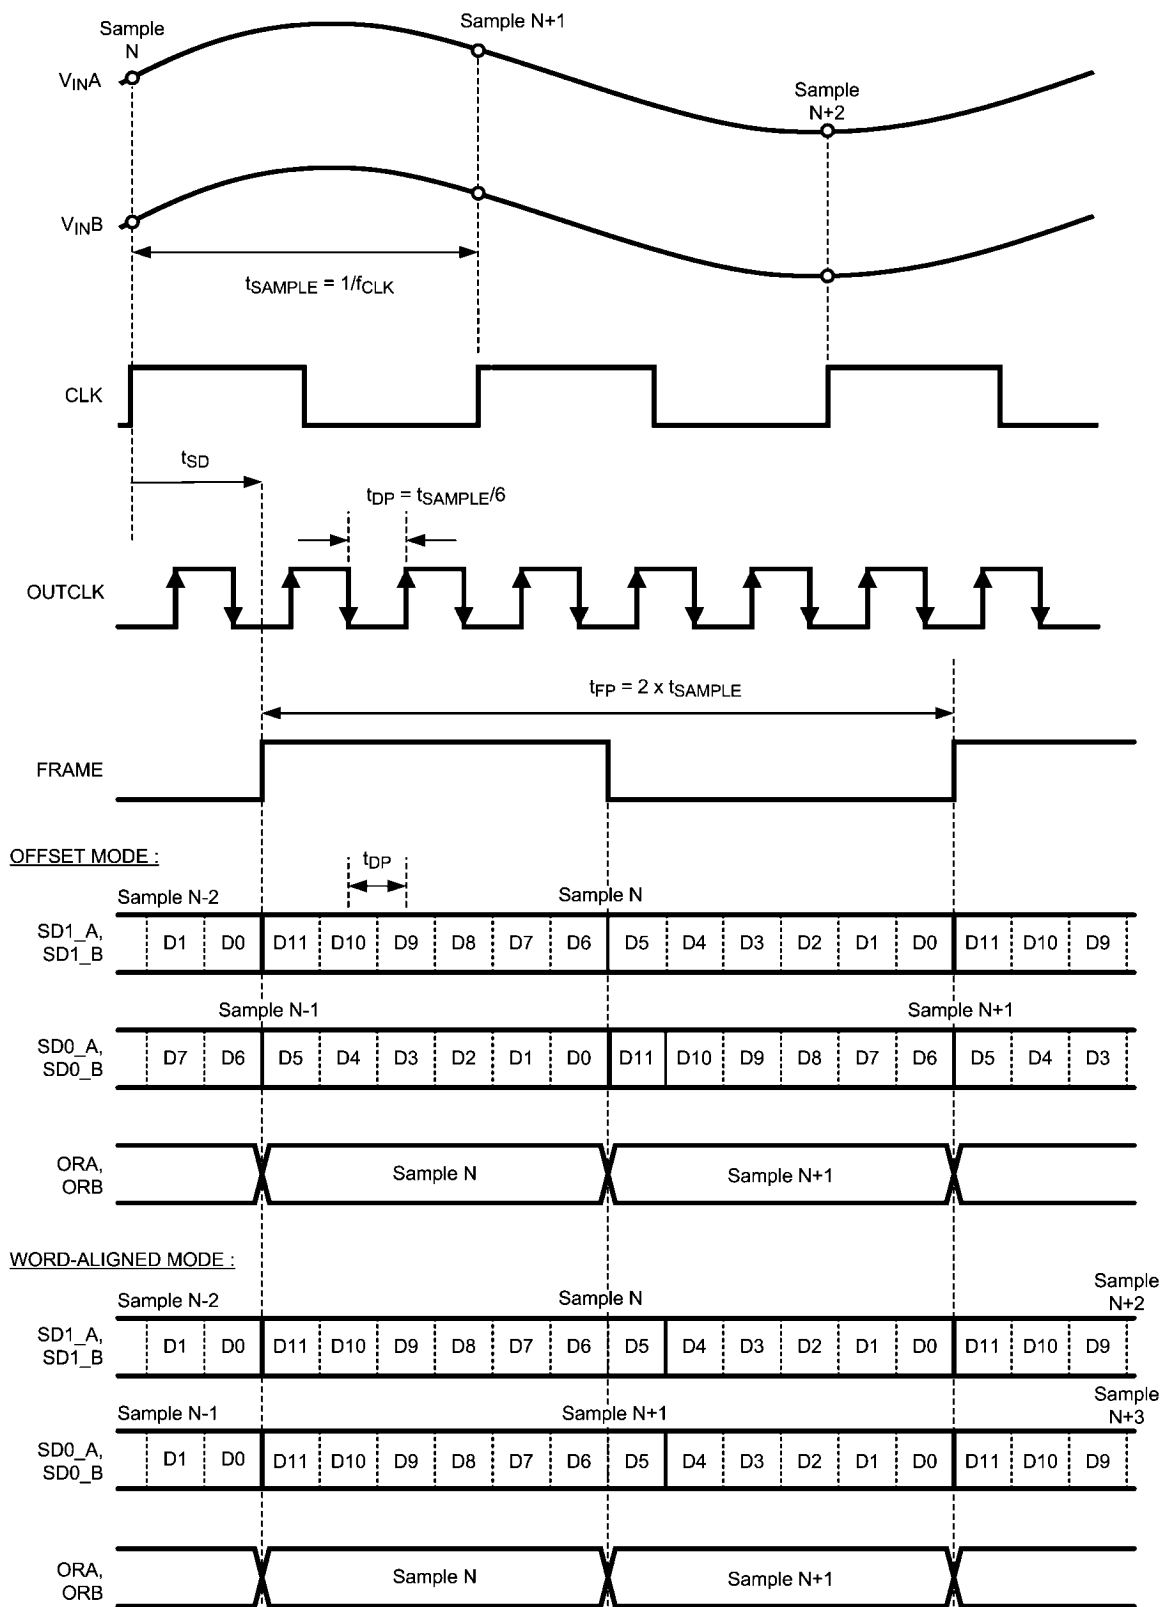 Sample N
Sample N+1
VINA
Sample N+2
VINB
tSAMPLE = 1/fCLK
CLK
tSD
tDP = tSAMPLE/6
OUTCLK
tFP = 2 x tSAMPLE
FRAME
OFFSET MODE :
tDP
Sample N-2 Sample N
SD1_A, SD1_B D1 D0 D11 D10 D9 D8 D7 D6 D5 D4 D3 D2 D1 D0 D11 D10 D9
Sample N-1 Sample N+1
SD0_A, SD0_B D7 D6 D5 D4 D3 D2 D1 D0 D11 D10 D9 D8 D7 D6 D5 D4 D3
ORA, ORB Sample N Sample N+1
WORD-ALIGNED MODE :
Sample N-2 Sample N Sample N+2
SD1_A, SD1_B D1 D0 D11 D10 D9 D8 D7 D6 D5 D4 D3 D2 D1 D0 D11 D10 D9
Sample N-1 Sample N+1 Sample N+3
SD0_A, SD0_B D1 D0 D11 D10 D9 D8 D7 D6 D5 D4 D3 D2 D1 D0 D11 D10 D9
ORA, ORB Sample N Sample N+1